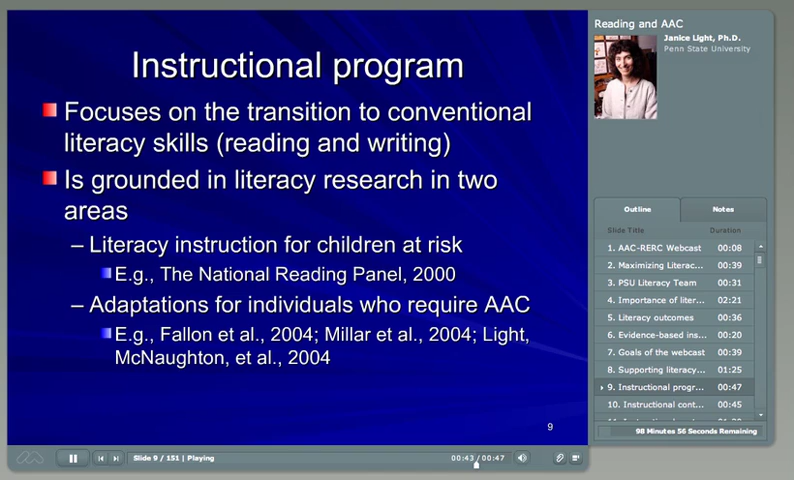 Instructional program
Focuses on the transition to conventional
literacy skills (reading and writing)
Is grounded in literacy research in two
areas
– Literacy instruction for children at risk
E.g., The National Reading Panel, 2000
– Adaptations for individuals who require AAC
E.g., Fallon et al., 2004; Millar et al., 2004; Light,
McNaughton, et al., 2004
9
Reading and AAC
Janice Light, Ph.D.
Penn State University
Outline Notes
Slide Title Duration
1. AAC-RERC Webcast 00:08
2. Maximizing Literac... 00:39
3. PSU Literacy Team 00:31
4. Importance of liter... 02:21
5. Literacy outcomes 00:36
6. Evidence-based ins... 00:20
7. Goals of the webcast 00:39
8. Supporting literacy... 01:25
9. Instructional progr... 00:47
10. Instructional cont... 00:45
98 Minutes 56 Seconds Remaining
Slide 9 / 151 | Playing 00:43 / 00:47